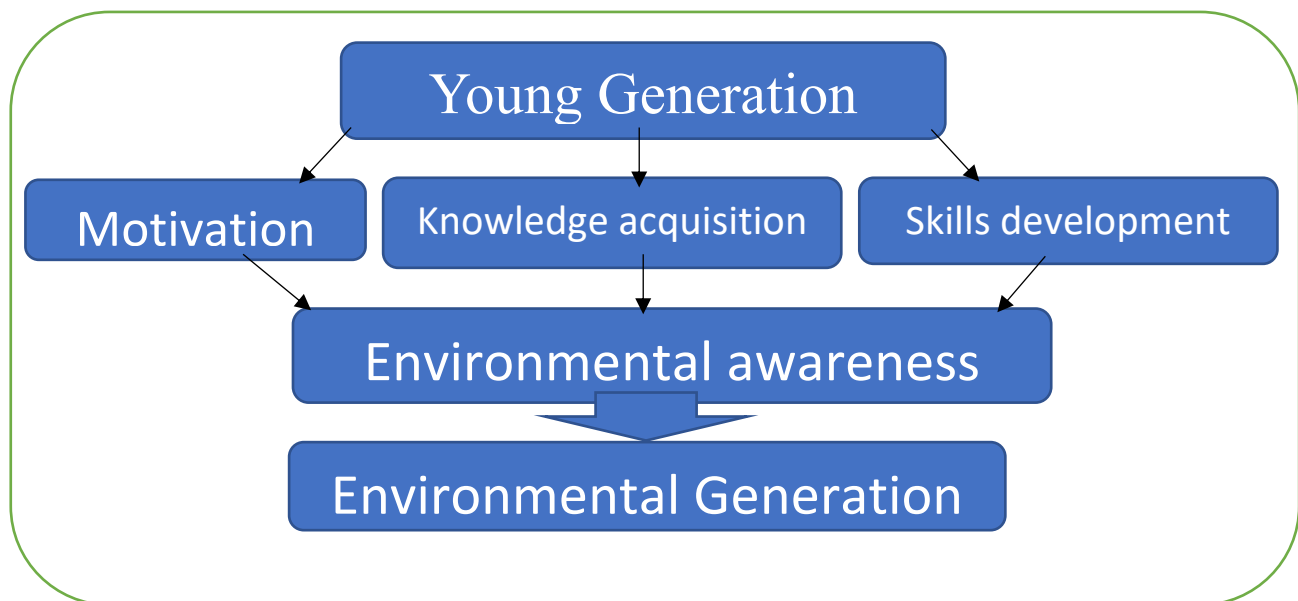 Young Generation
Motivation
Knowledge acquisition
Skills development
Environmental awareness
Environmental Generation